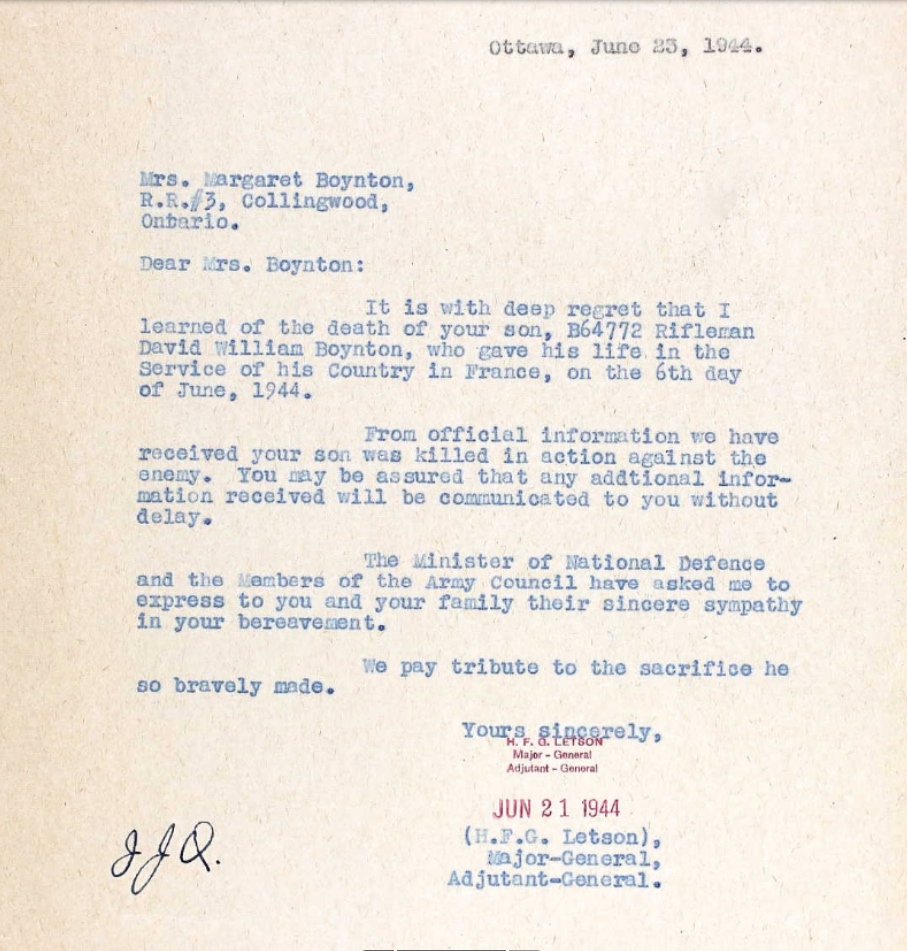 Ottawa, June 23, 1944.
Mrs. Margaret Boynton,
R.R.#3, Collingwood,
Ontario.
Dear Mrs. Boynton:
It is with deep regret that I
learned of the death of your son, B64772 Rifleman
David William Boynton, who gave his life in the
Service of his Country in France, on the 6th day
of June, 1944.
From official information we have
received your son was killed in action against the
enemy. You may be assured that any addtional infor-
mation received will be communicated to you without
delay.
The Minister of National Defence
and the Members of the Army Council have asked me to
express to you and your family their sincere sympathy
in your bereavement.
We pay tribute to the sacrifice he
so bravely made.
Yours sincerely,
H. F. G. LETSON
Major - General
Adjutant - General
JUN 21 1944
(H.F.G. Letson),
Major-General,
Adjutant-General.
J J Q.